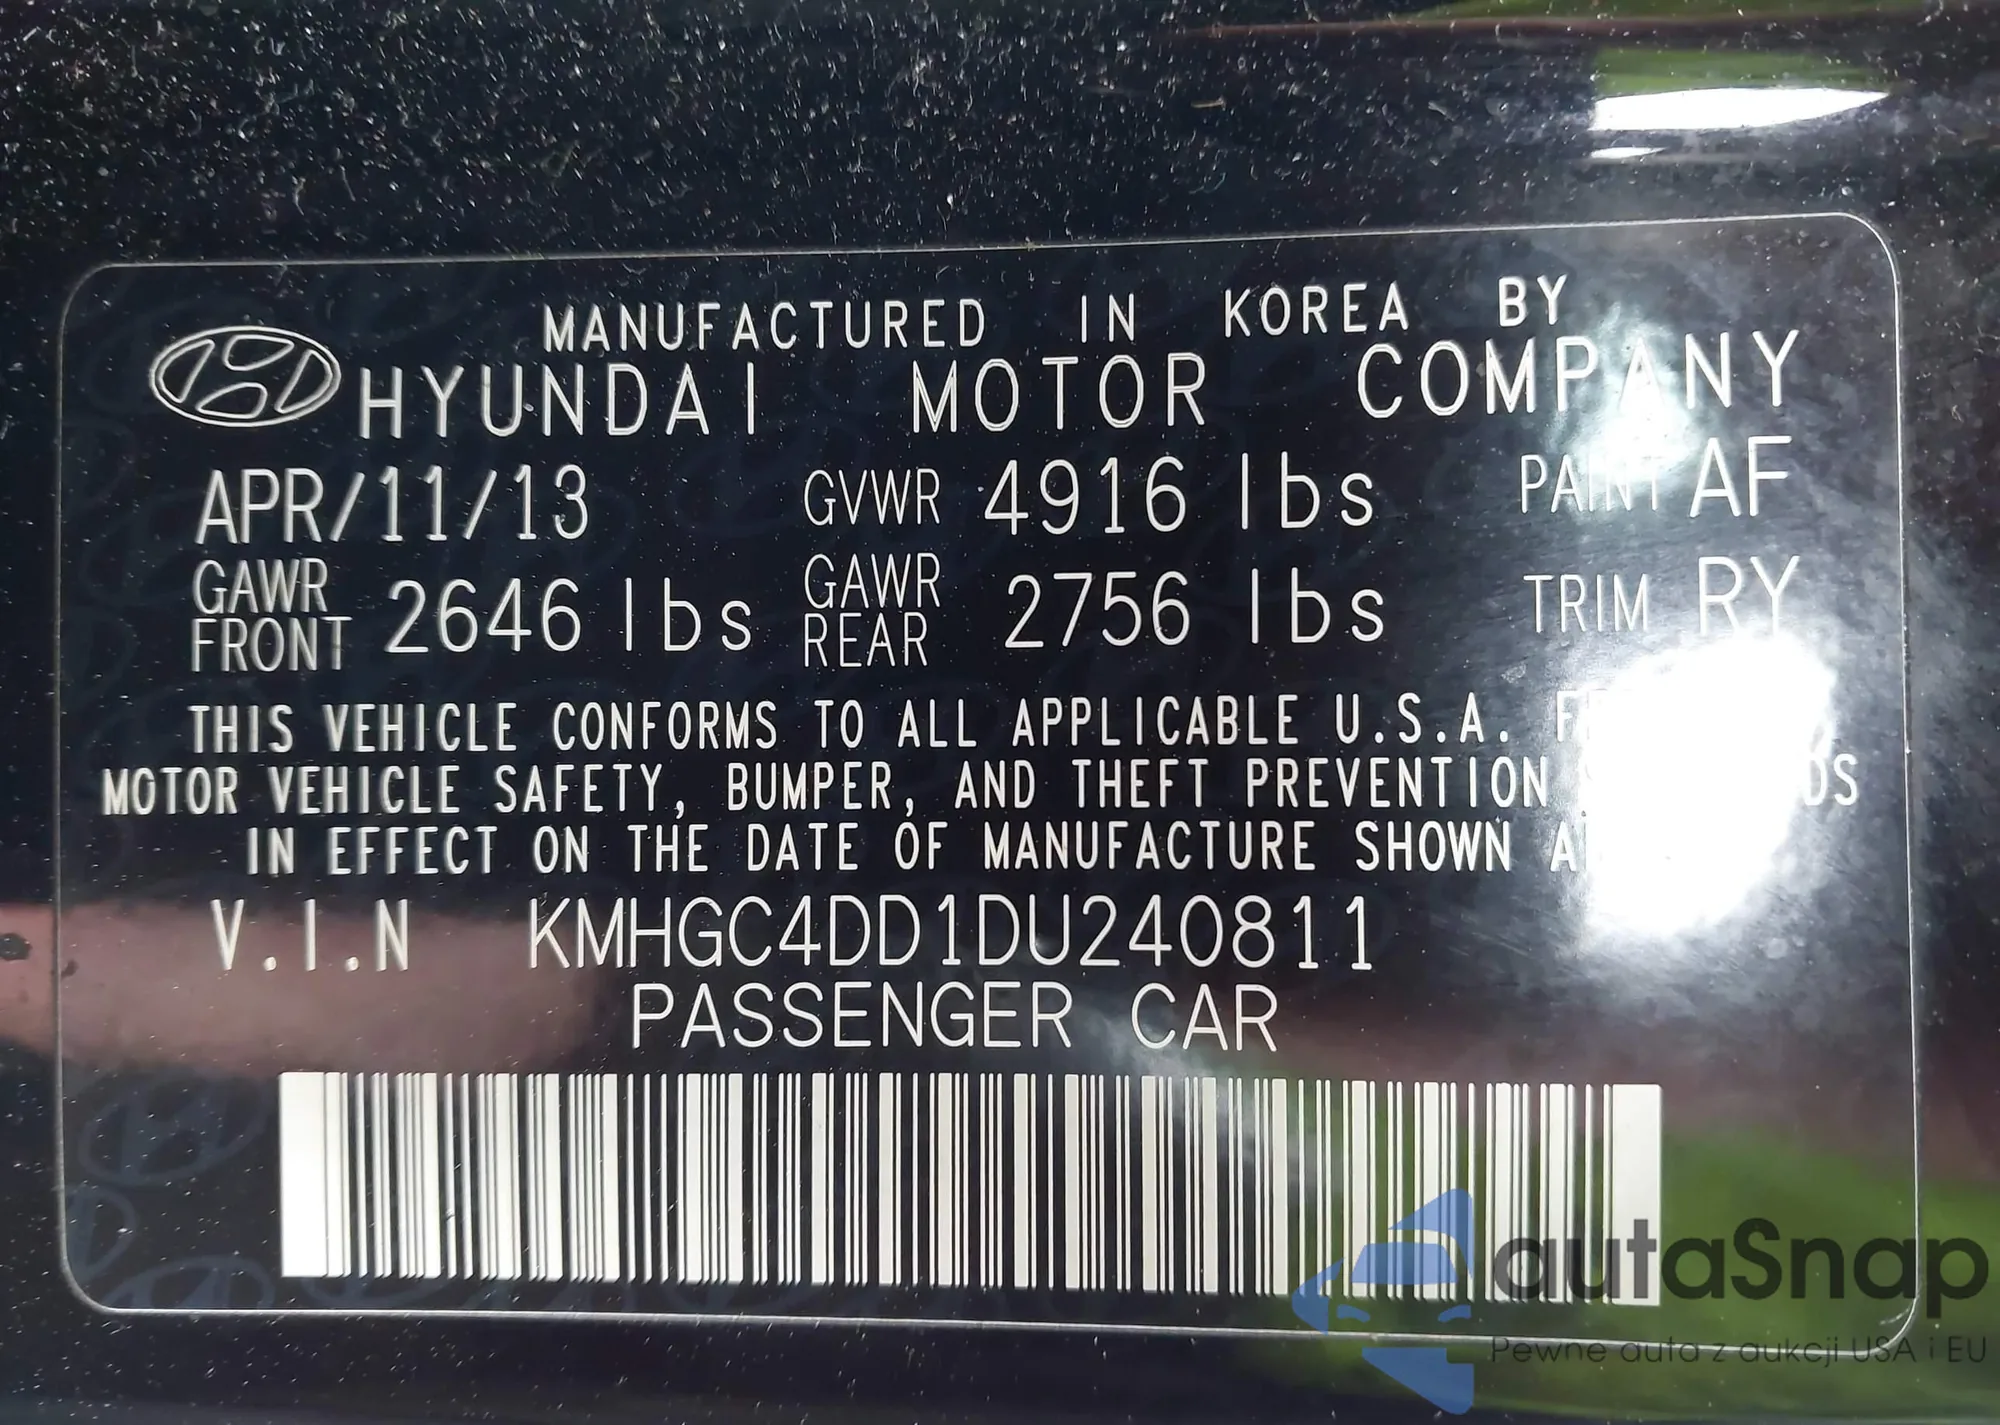 MANUFACTURED IN KOREA BY
HYUNDAI MOTOR COMPANY
APR/11/13 GVWR 4916 lbs PAINT AF
GAWR FRONT 2646 lbs GAWR REAR 2756 lbs TRIM RY
THIS VEHICLE CONFORMS TO ALL APPLICABLE U.S.A.
MOTOR VEHICLE SAFETY, BUMPER, AND THEFT PREVENTION
IN EFFECT ON THE DATE OF MANUFACTURE SHOWN
V.I.N KMHGC4DD1DU240811
PASSENGER CAR
autaSnap
Pewne auta z aukcji USA i EU